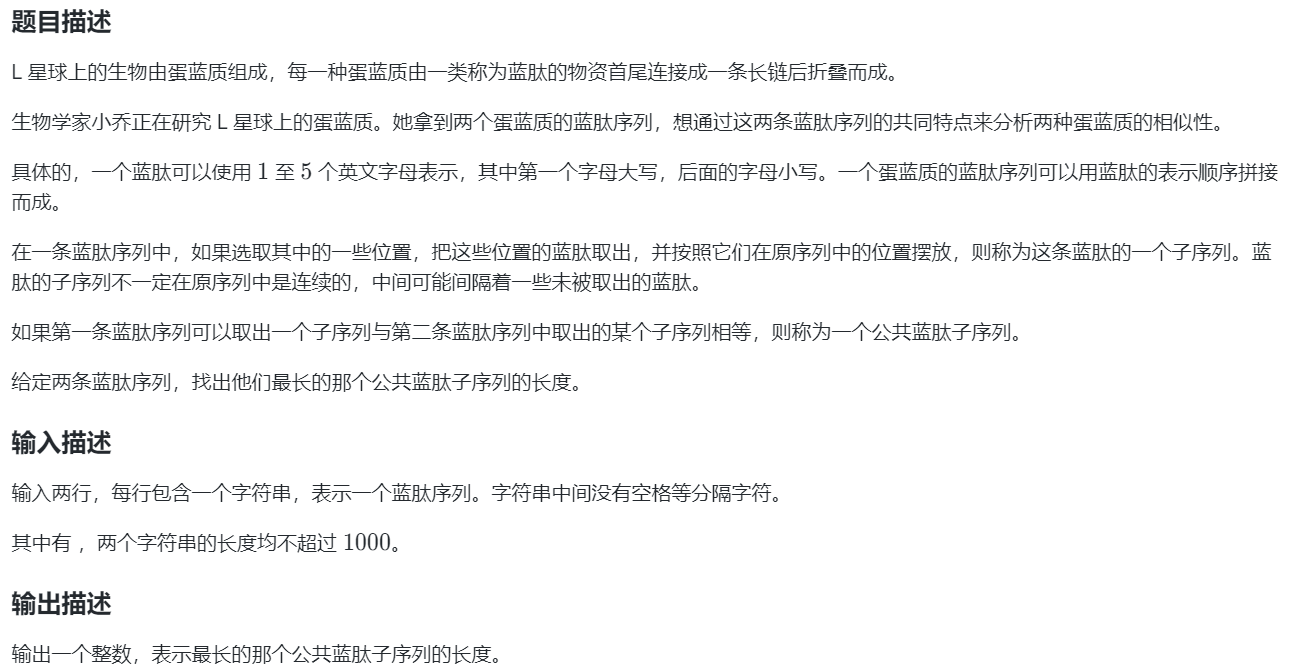 题目描述
L 星球上的生物由蛋蓝质组成，每一种蛋蓝质由一类称为蓝肽的物资首尾连接成一条长链后折叠而成。
生物学家小乔正在研究 L 星球上的蛋蓝质。她拿到两个蛋蓝质的蓝肽序列，想通过这两条蓝肽序列的共同特点来分析两种蛋蓝质的相似性。
具体的，一个蓝肽可以使用 1 至 5 个英文字母表示，其中第一个字母大写，后面的字母小写。一个蛋蓝质的蓝肽序列可以用蓝肽的表示顺序拼接
而成。
在一条蓝肽序列中，如果选取其中的一些位置，把这些位置的蓝肽取出，并按照它们在原序列中的位置摆放，则称为这条蓝肽的一个子序列。蓝
肽的子序列不一定在原序列中是连续的，中间可能间隔着一些未被取出的蓝肽。
如果第一条蓝肽序列可以取出一个子序列与第二条蓝肽序列中取出的某个子序列相等，则称为一个公共蓝肽子序列。
给定两条蓝肽序列，找出他们最长的那个公共蓝肽子序列的长度。
输入描述
输入两行，每行包含一个字符串，表示一个蓝肽序列。字符串中间没有空格等分隔字符。
其中有 ，两个字符串的长度均不超过 1000。
输出描述
输出一个整数，表示最长的那个公共蓝肽子序列的长度。